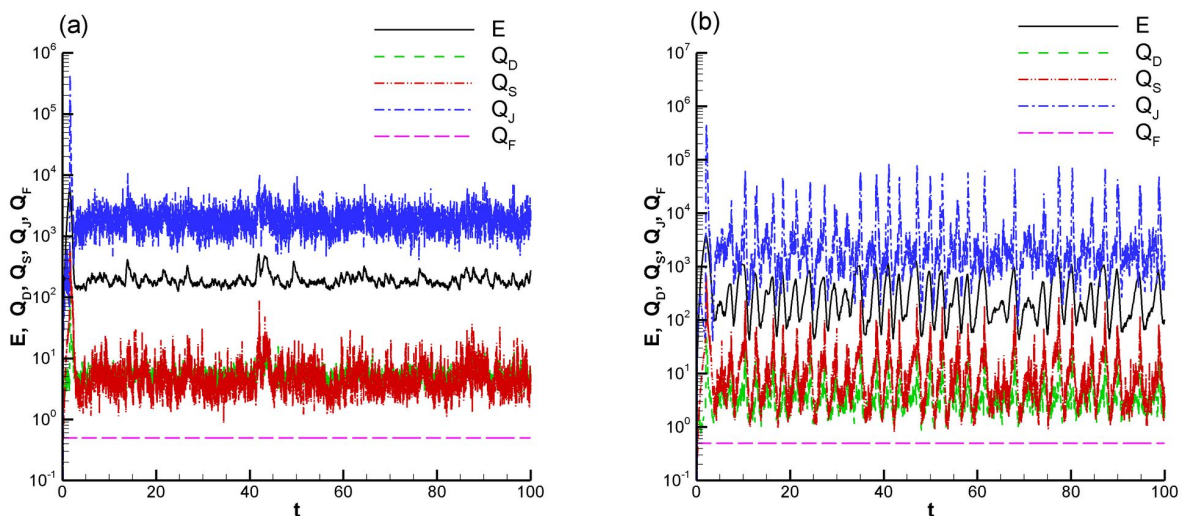 (a)
E
Q_D
Q_S
Q_J
Q_F
10^6
10^5
10^4
10^3
10^2
10^1
10^0
10^-1
E, Q_D, Q_S, Q_J, Q_F
0 20 40 60 80 100
t
(b)
E
Q_D
Q_S
Q_J
Q_F
10^7
10^6
10^5
10^4
10^3
10^2
10^1
10^0
10^-1
E, Q_D, Q_S, Q_J, Q_F
0 20 40 60 80 100
t